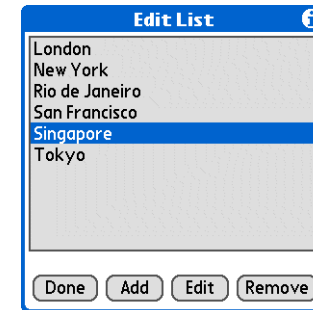 Edit List
London
New York
Rio de Janeiro
San Francisco
Singapore
Tokyo
Done Add Edit Remove